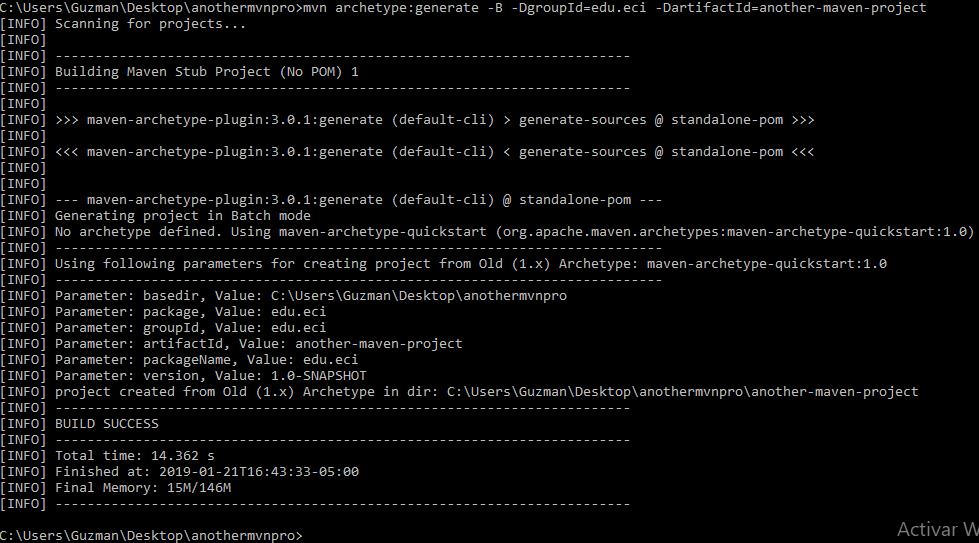 C:\Users\Guzman\Desktop\anothermvnpro>mvn archetype:generate -B -DgroupId=edu.eci -DartifactId=another-maven-project
[INFO] Scanning for projects...
[INFO]
[INFO] ------------------------------------------------------------------------
[INFO] Building Maven Stub Project (No POM) 1
[INFO] ------------------------------------------------------------------------
[INFO]
[INFO] >>> maven-archetype-plugin:3.0.1:generate (default-cli) > generate-sources @ standalone-pom >>>
[INFO]
[INFO] <<< maven-archetype-plugin:3.0.1:generate (default-cli) < generate-sources @ standalone-pom <<<
[INFO]
[INFO]
[INFO] --- maven-archetype-plugin:3.0.1:generate (default-cli) @ standalone-pom ---
[INFO] Generating project in Batch mode
[INFO] No archetype defined. Using maven-archetype-quickstart (org.apache.maven.archetypes:maven-archetype-quickstart:1.0)
[INFO] ----------------------------------------------------------------------------
[INFO] Using following parameters for creating project from Old (1.x) Archetype: maven-archetype-quickstart:1.0
[INFO] ----------------------------------------------------------------------------
[INFO] Parameter: basedir, Value: C:\Users\Guzman\Desktop\anothermvnpro
[INFO] Parameter: package, Value: edu.eci
[INFO] Parameter: groupId, Value: edu.eci
[INFO] Parameter: artifactId, Value: another-maven-project
[INFO] Parameter: packageName, Value: edu.eci
[INFO] Parameter: version, Value: 1.0-SNAPSHOT
[INFO] project created from Old (1.x) Archetype in dir: C:\Users\Guzman\Desktop\anothermvnpro\another-maven-project
[INFO] ------------------------------------------------------------------------
[INFO] BUILD SUCCESS
[INFO] ------------------------------------------------------------------------
[INFO] Total time: 14.362 s
[INFO] Finished at: 2019-01-21T16:43:33-05:00
[INFO] Final Memory: 15M/146M
[INFO] ------------------------------------------------------------------------
C:\Users\Guzman\Desktop\anothermvnpro>
Activar W